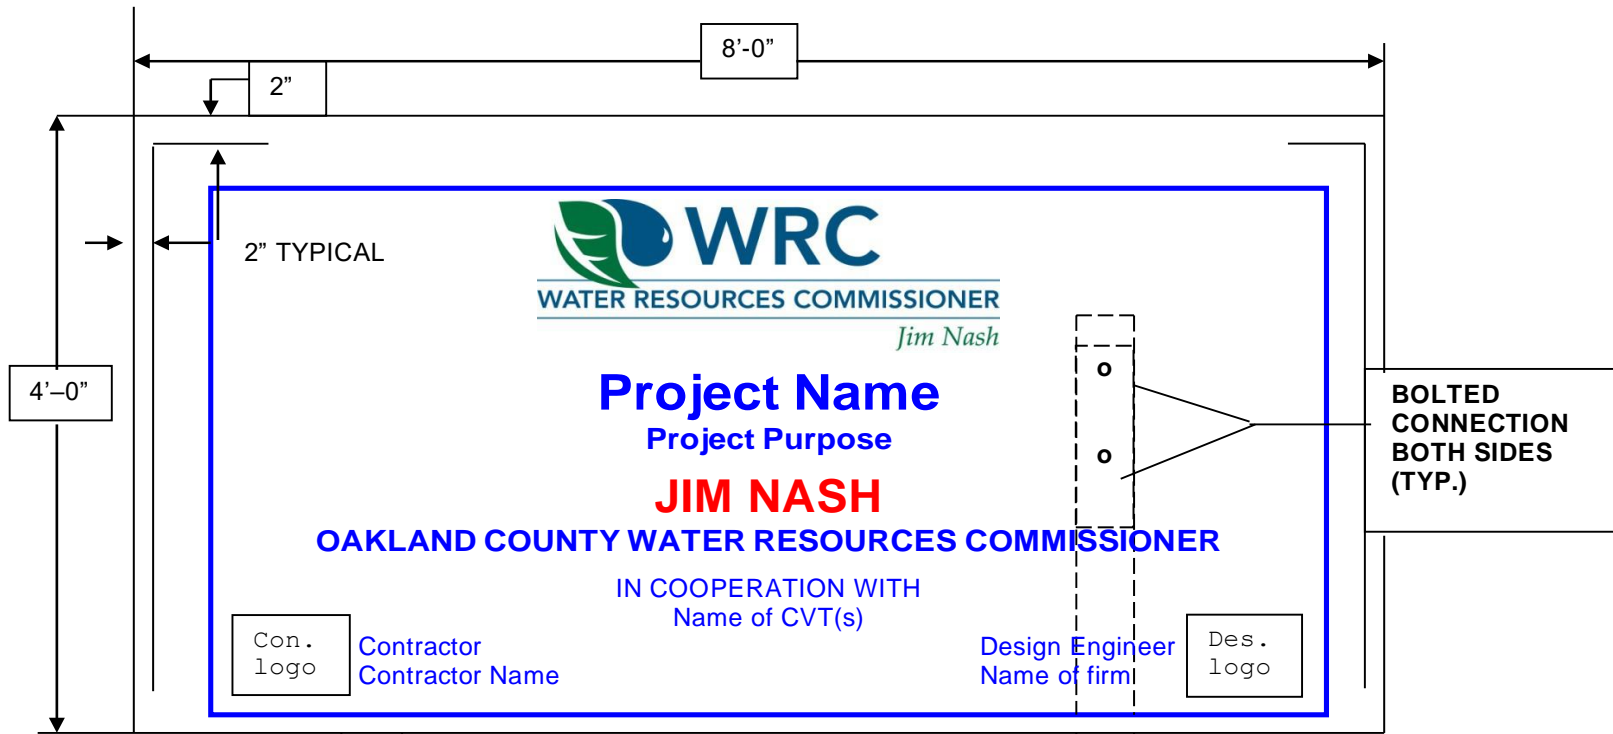 8’-0”
2”
2” TYPICAL
WRC
WATER RESOURCES COMMISSIONER
Jim Nash
4’–0”
Project Name
Project Purpose
o
o
BOLTED
CONNECTION
BOTH SIDES
(TYP.)
JIM NASH
OAKLAND COUNTY WATER RESOURCES COMMISSIONER
IN COOPERATION WITH
Name of CVT(s)
Con.
logo
Contractor
Contractor Name
Design Engineer
Name of firm
Des.
logo